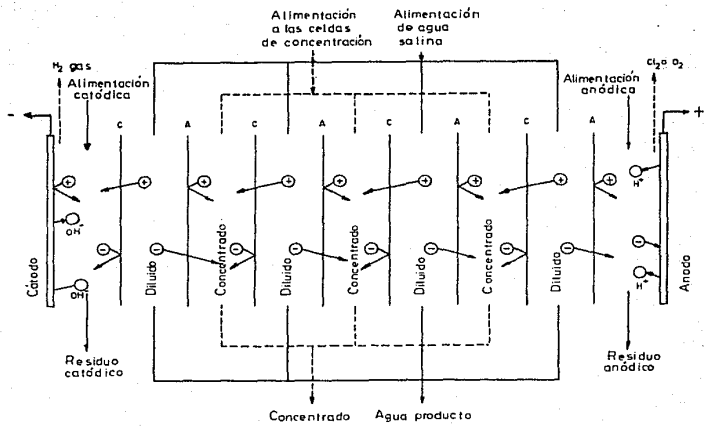 Alimentación
a las celdas
de concentración
Alimentación
de agua
salina
H2 gas
Alimentación
catódica
Alimentación
anódica
Cl2 o O2
-
+
C
A
C
A
C
A
C
A
+
+
+
+
+
+
+
+
H+
OH-
-
-
-
-
-
-
-
-
-
OH-
H+
Cátodo
Diluido
Concentrado
Diluido
Concentrado
Diluido
Concentrado
Diluido
Anodo
Residuo
catódico
Residuo
anódico
Concentrado
Agua producto